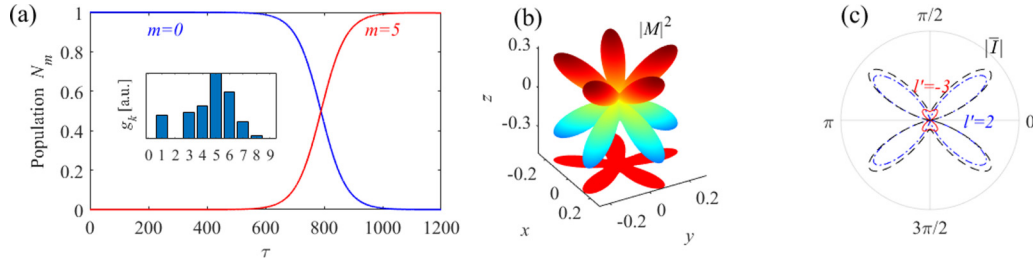 (a)
1
0.8
0.6
0.4
0.2
0
Population N_m
m=0
m=5
g_k [a.u.]
0 1 2 3 4 5 6 7 8 9
0 200 400 600 800 1000 1200
τ
(b)
|M|²
0.3
0
-0.3
z
-0.2
0
0.2
x
-0.2
0
0.2
y
(c)
π/2
|Ī|
l'=-3
π
0
l'=2
3π/2